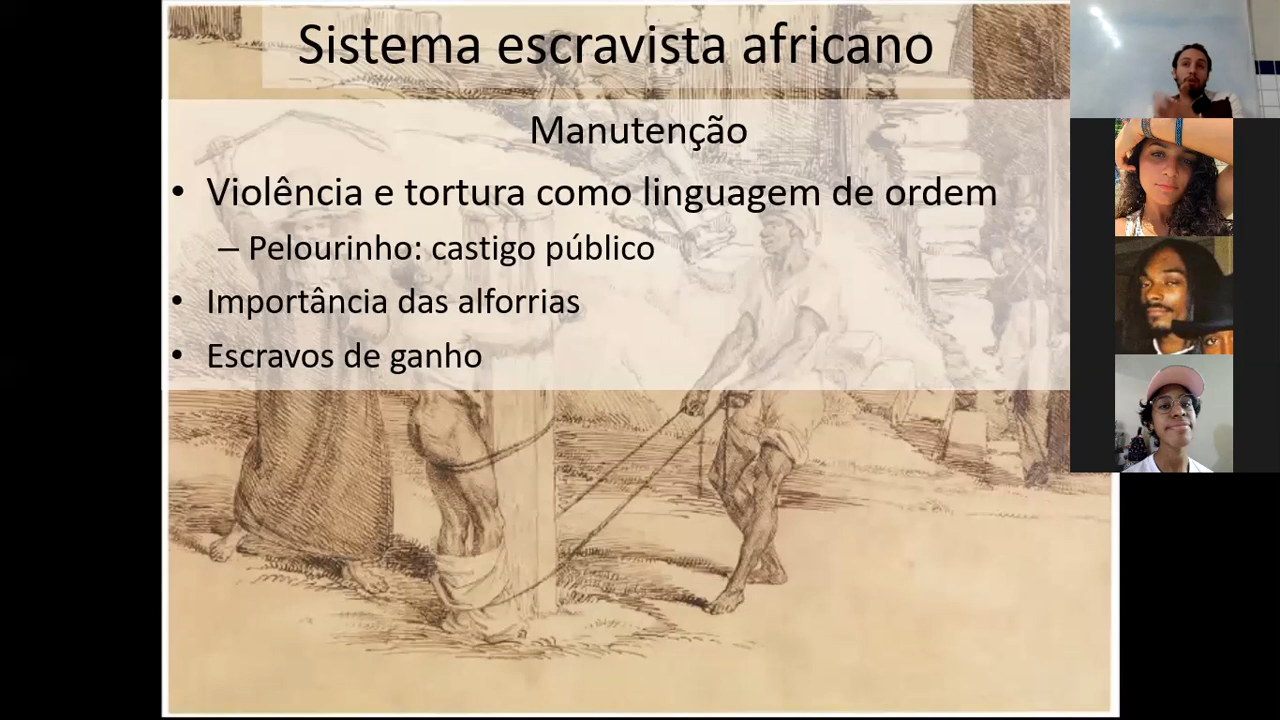 Sistema escravista africano
Manutenção
• Violência e tortura como linguagem de ordem
– Pelourinho: castigo público
• Importância das alforrias
• Escravos de ganho